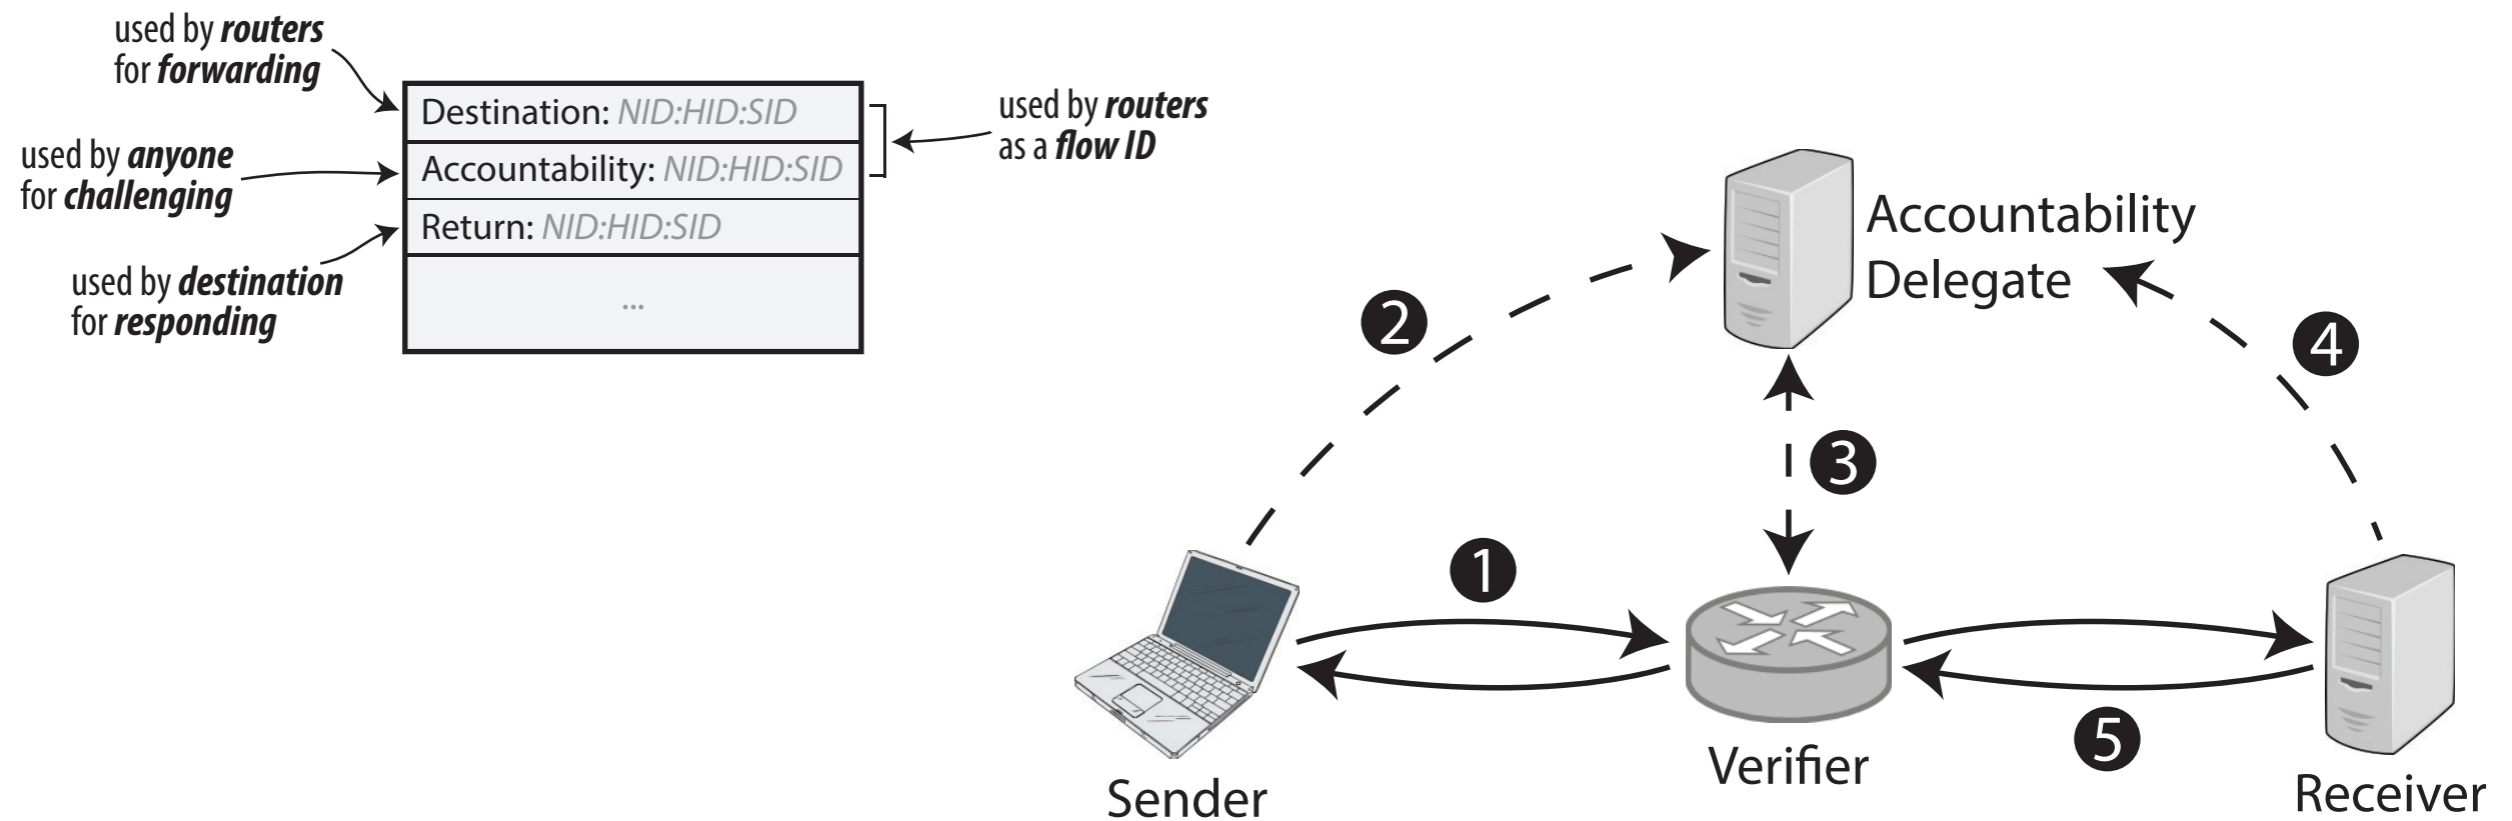 used by routers
for forwarding
Destination: NID:HID:SID
used by routers
as a flow ID
used by anyone
for challenging
Accountability: NID:HID:SID
Return: NID:HID:SID
used by destination
for responding
...
Accountability
Delegate
2
4
3
1
5
Verifier
Sender
Receiver